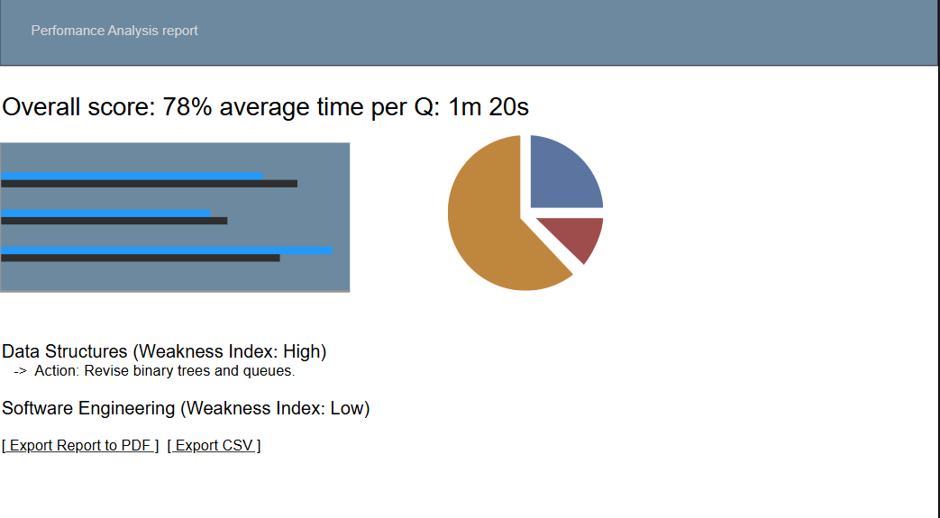 Perfomance Analysis report
Overall score: 78% average time per Q: 1m 20s
Data Structures (Weakness Index: High)
-> Action: Revise binary trees and queues.
Software Engineering (Weakness Index: Low)
[ Export Report to PDF ] [ Export CSV ]